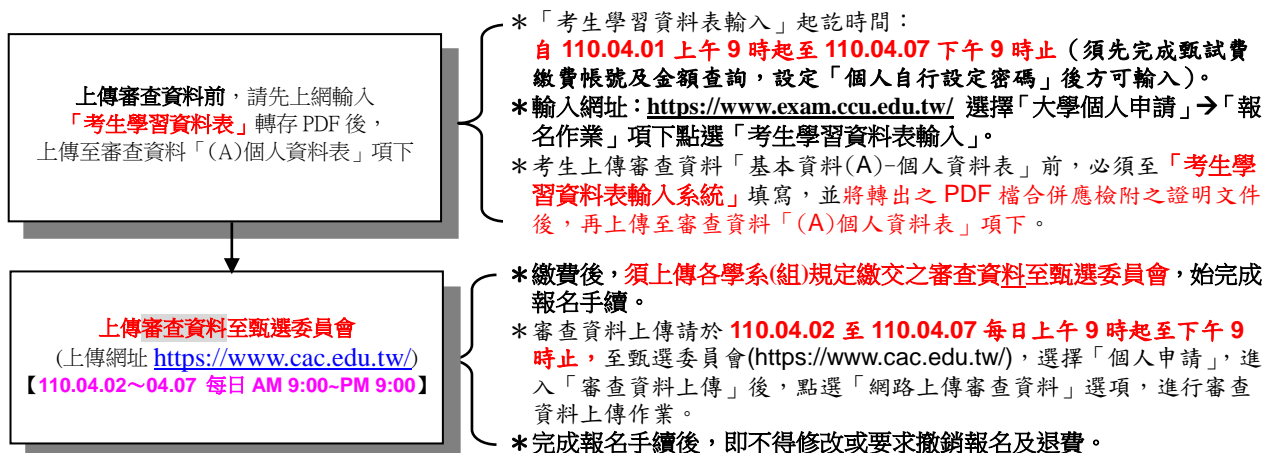 上傳審查資料前，請先上網輸入
「考生學習資料表」轉存 PDF 後，
上傳至審查資料「(A)個人資料表」項下
＊「考生學習資料表輸入」起訖時間：
自 110.04.01 上午 9 時起至 110.04.07 下午 9 時止（須先完成甄試費
繳費帳號及金額查詢，設定「個人自行設定密碼」後方可輸入）。
＊輸入網址：https://www.exam.ccu.edu.tw/ 選擇「大學個人申請」→「報
名作業」項下點選「考生學習資料表輸入」。
＊考生上傳審查資料「基本資料(A)-個人資料表」前，必須至「考生學
習資料表輸入系統」填寫，並將轉出之 PDF 檔合併應檢附之證明文件
後，再上傳至審查資料「(A)個人資料表」項下。
上傳審查資料至甄選委員會
(上傳網址 https://www.cac.edu.tw/)
【110.04.02～04.07 每日 AM 9:00~PM 9:00】
＊繳費後，須上傳各學系(組)規定繳交之審查資料至甄選委員會，始完成
報名手續。
＊審查資料上傳請於 110.04.02 至 110.04.07 每日上午 9 時起至下午 9
時止，至甄選委員會(https://www.cac.edu.tw/)，選擇「個人申請」，進
入「審查資料上傳」後，點選「網路上傳審查資料」選項，進行審查
資料上傳作業。
＊完成報名手續後，即不得修改或要求撤銷報名及退費。